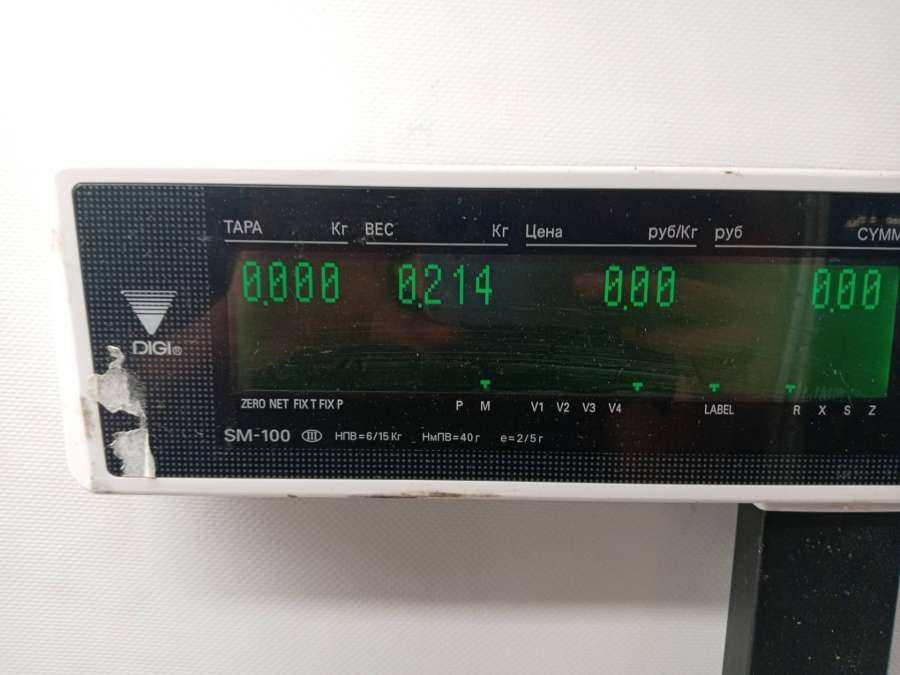 ТАРА Кг ВЕС Кг Цена руб/Кг руб СУММ
0.000 0.214 0.00 0.00
DIGI®
ZERO NET FIX T FIX P P M V1 V2 V3 V4 LABEL R X S Z
SM-100 III НПВ=6/15 Кг НмПВ=40 г e=2/5 г